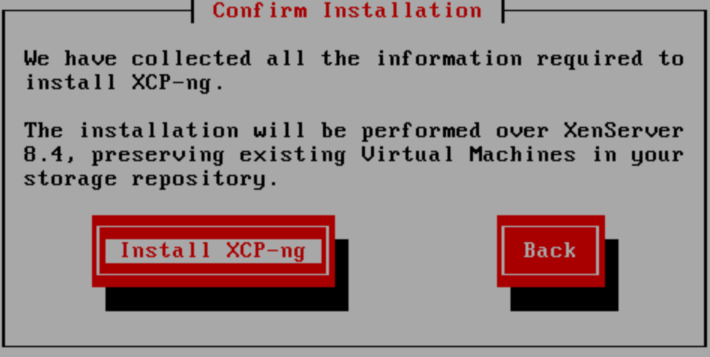 Confirm Installation
We have collected all the information required to
install XCP-ng.
The installation will be performed over XenServer
8.4, preserving existing Virtual Machines in your
storage repository.
Install XCP-ng
Back